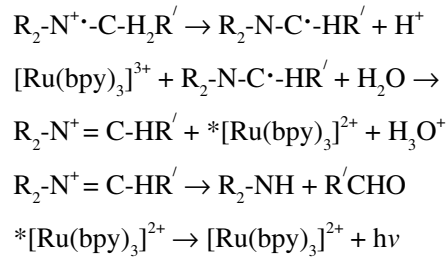 R₂-N⁺·-C-H₂R′ → R₂-N-C·-HR′ + H⁺
[Ru(bpy)₃]³⁺ + R₂-N-C·-HR′ + H₂O →
R₂-N⁺ = C-HR′ + *[Ru(bpy)₃]²⁺ + H₃O⁺
R₂-N⁺ = C-HR′ → R₂-NH + R′CHO
*[Ru(bpy)₃]²⁺ → [Ru(bpy)₃]²⁺ + hν